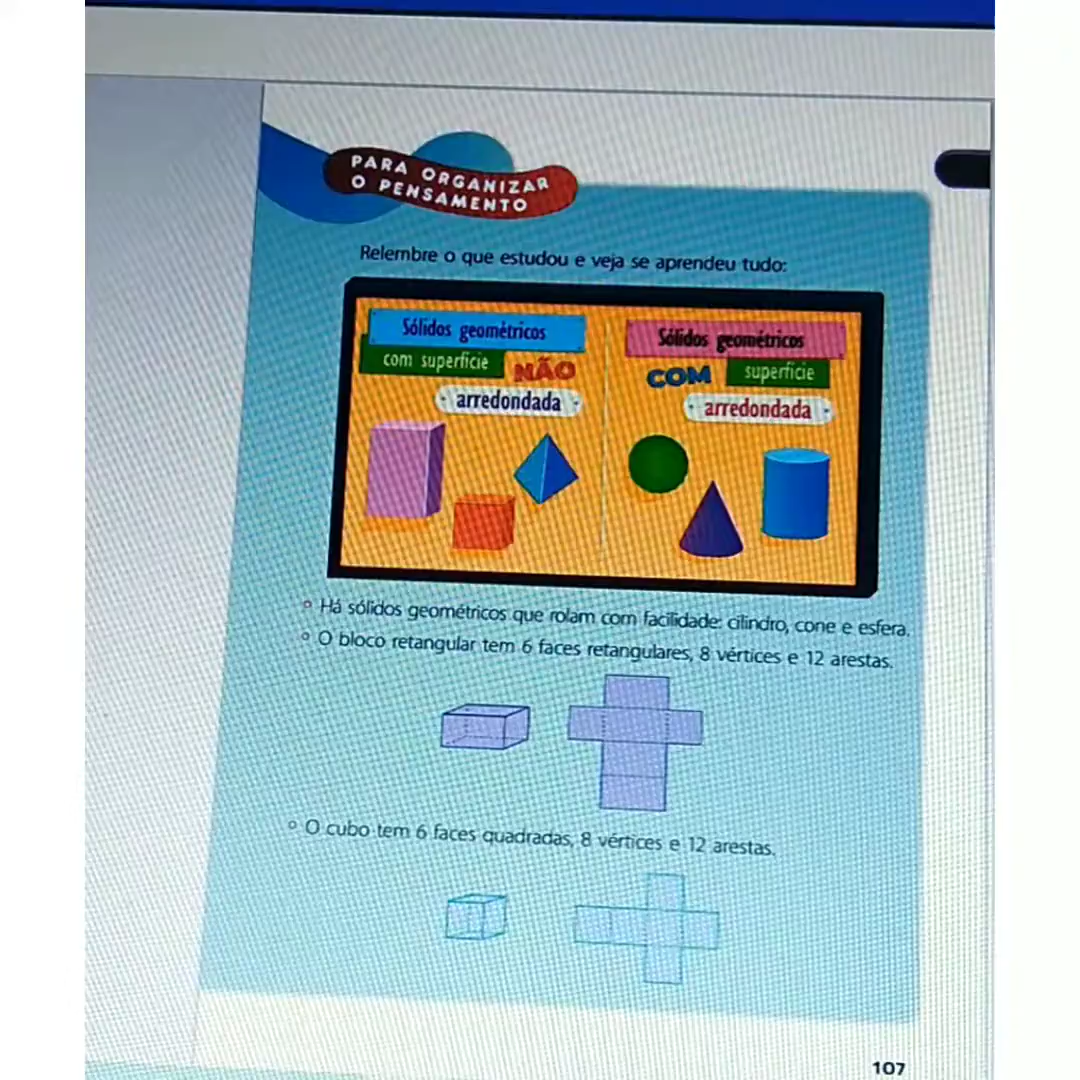 PARA ORGANIZAR
O PENSAMENTO
Relembre o que estudou e veja se aprendeu tudo:
Sólidos geométricos
com superfície NÃO
arredondada
Sólidos geométricos
COM superfície
arredondada
Há sólidos geométricos que rolam com facilidade: cilindro, cone e esfera.
O bloco retangular tem 6 faces retangulares, 8 vértices e 12 arestas.
O cubo tem 6 faces quadradas, 8 vértices e 12 arestas.
107